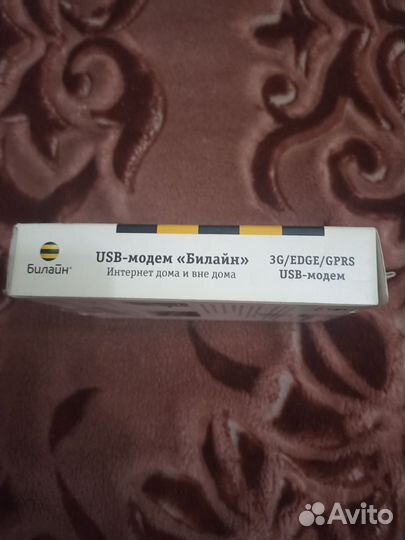 Билайн®
USB-модем «Билайн»
Интернет дома и вне дома
3G/EDGE/GPRS
USB-модем
Avito